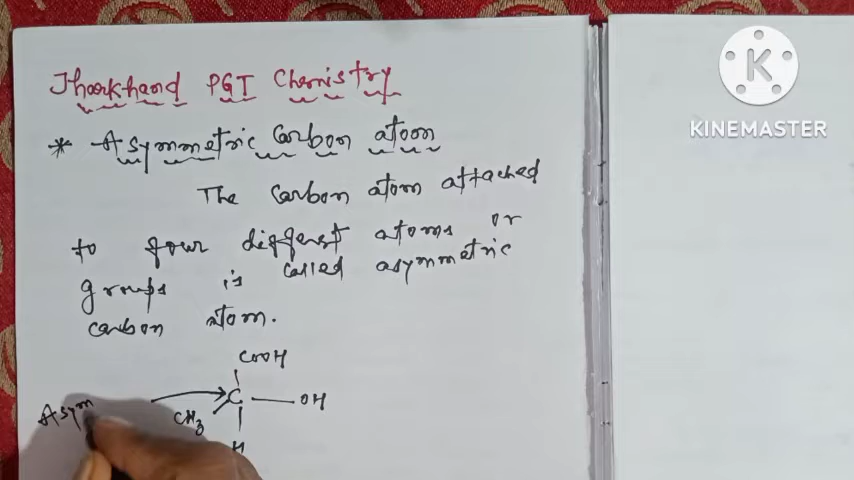 Jharkhand PGT Chemistry
* Asymmetric Carbon atom
The carbon atom attached
to four different atoms or
groups is called asymmetric
carbon atom.
COOH
C OH
CH3
H
Asym
K
KINEMASTER